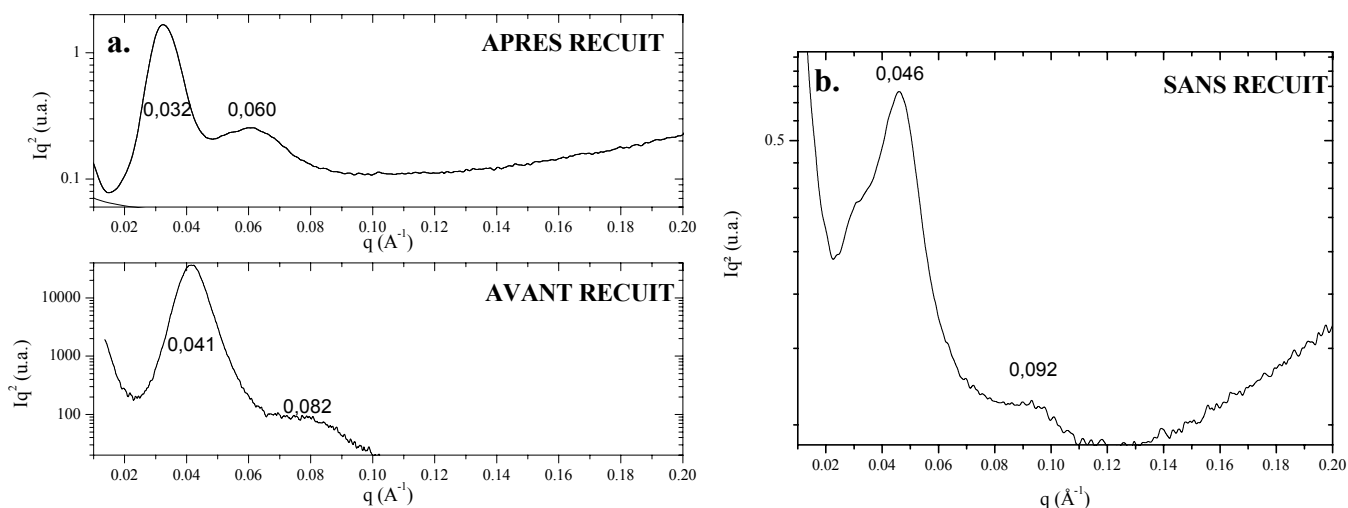 a.
APRES RECUIT
1
0,032
0,060
Iq² (u.a.)
0.1
0.02 0.04 0.06 0.08 0.10 0.12 0.14 0.16 0.18 0.20
q (A⁻¹)
AVANT RECUIT
10000
0,041
Iq² (u.a.)
1000
0,082
100
0.02 0.04 0.06 0.08 0.10 0.12 0.14 0.16 0.18 0.20
q (A⁻¹)
b.
0,046
SANS RECUIT
0.5
Iq² (u.a.)
0,092
0.02 0.04 0.06 0.08 0.10 0.12 0.14 0.16 0.18 0.20
q (Å⁻¹)